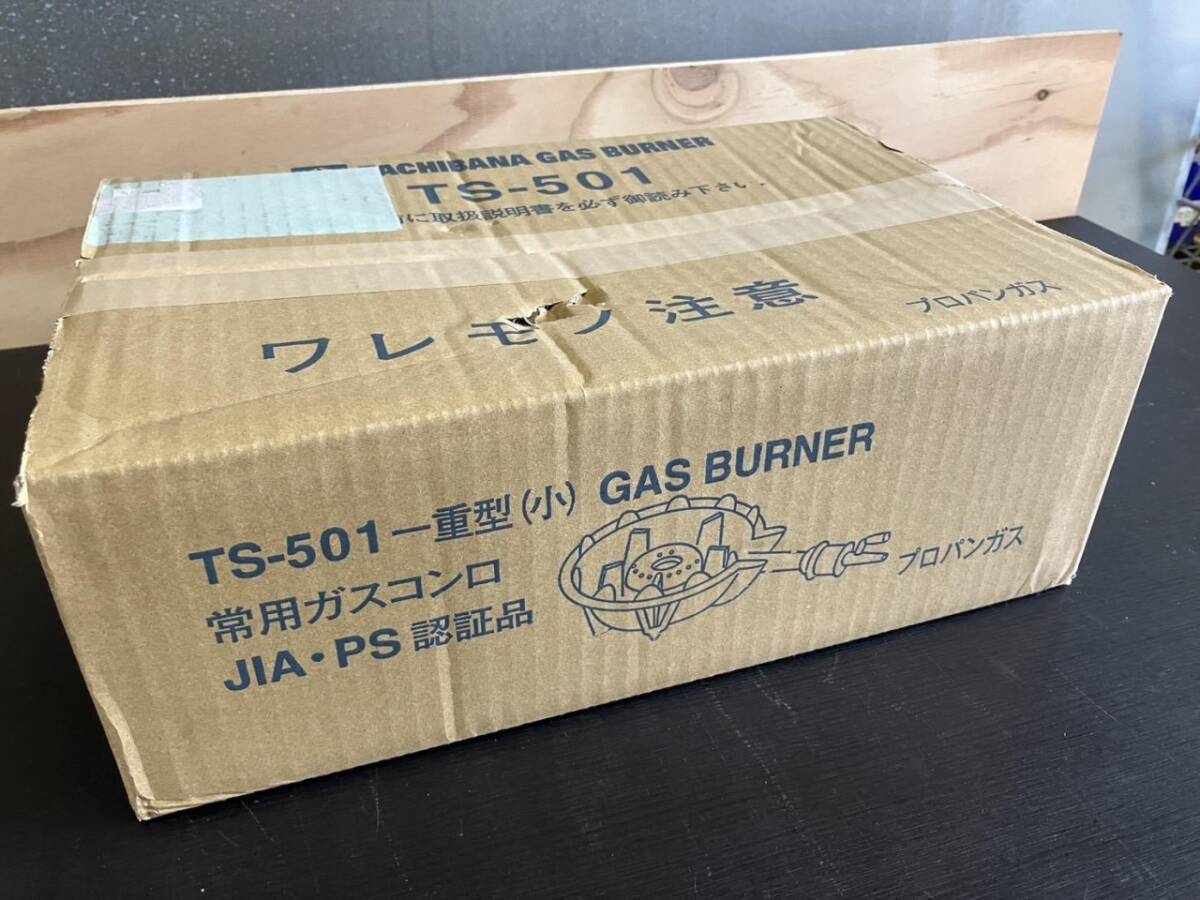 ACHIBANA GAS BURNER
TS-501
に取扱説明書を必ず御読み下さい.
ワレモノ注意
プロパンガス
TS-501一重型(小) GAS BURNER
常用ガスコンロ
プロパンガス
JIA・PS認証品